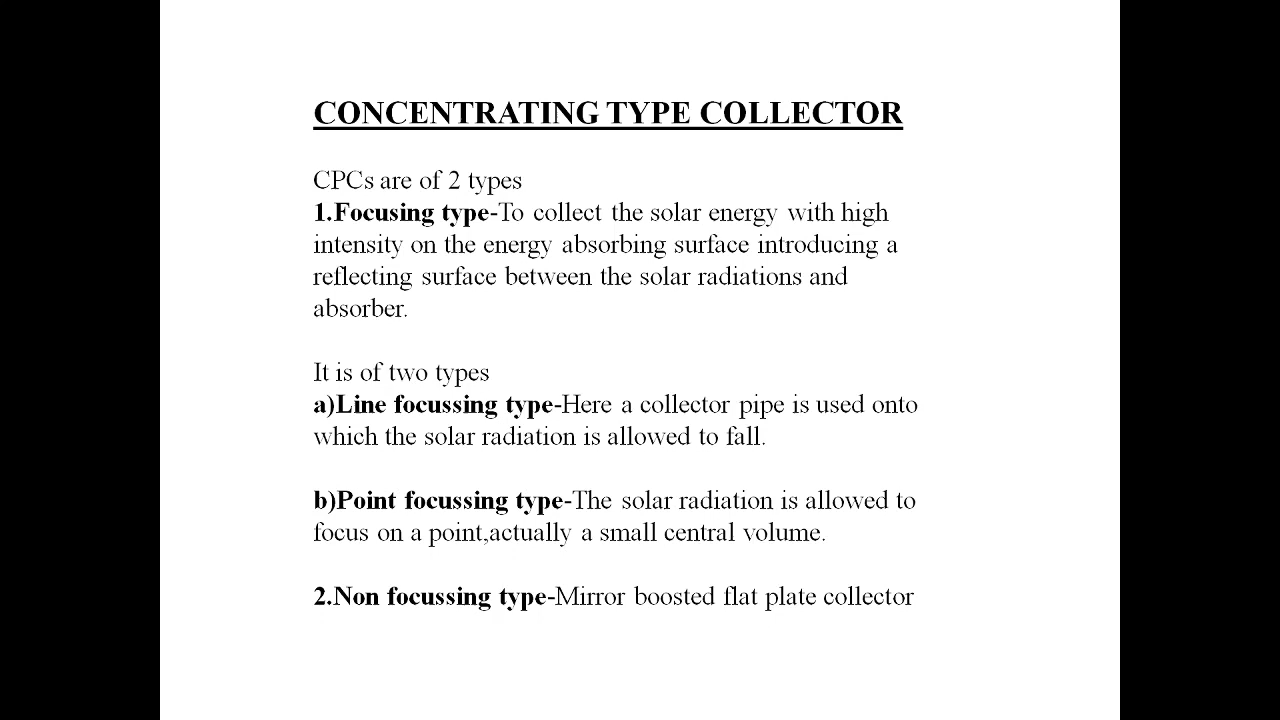 CONCENTRATING TYPE COLLECTOR
CPCs are of 2 types
1.Focusing type-To collect the solar energy with high
intensity on the energy absorbing surface introducing a
reflecting surface between the solar radiations and
absorber.
It is of two types
a)Line focussing type-Here a collector pipe is used onto
which the solar radiation is allowed to fall.
b)Point focussing type-The solar radiation is allowed to
focus on a point,actually a small central volume.
2.Non focussing type-Mirror boosted flat plate collector